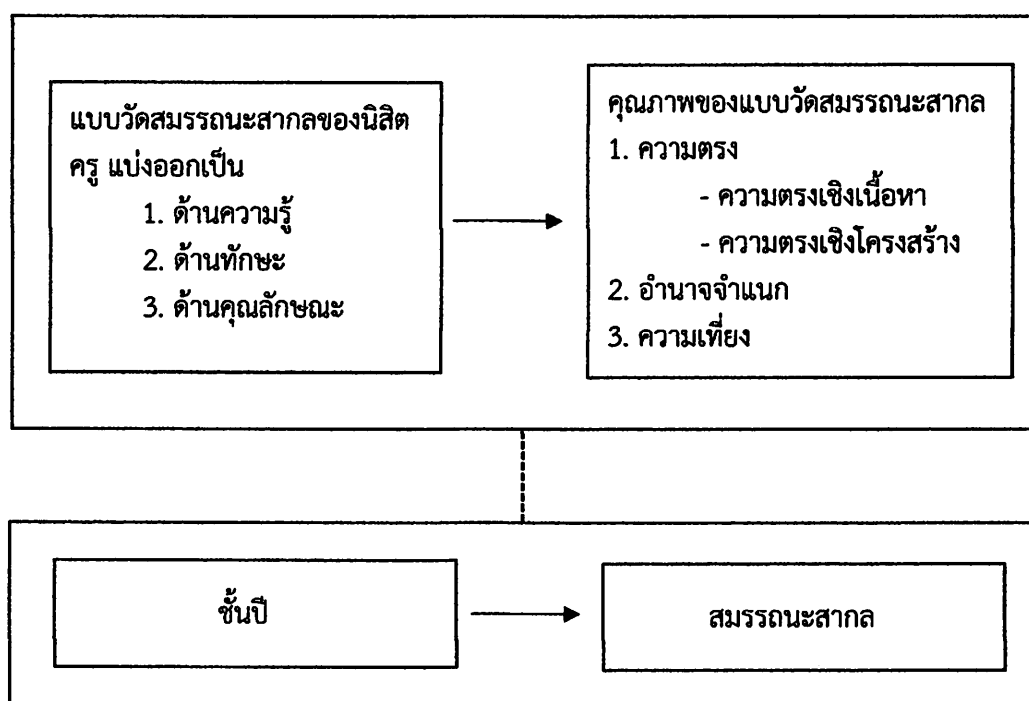 แบบวัดสมรรถนะสากลของนิสิต
ครู แบ่งออกเป็น
1. ด้านความรู้
2. ด้านทักษะ
3. ด้านคุณลักษณะ
คุณภาพของแบบวัดสมรรถนะสากล
1. ความตรง
- ความตรงเชิงเนื้อหา
- ความตรงเชิงโครงสร้าง
2. อำนาจจำแนก
3. ความเที่ยง
ชั้นปี
สมรรถนะสากล